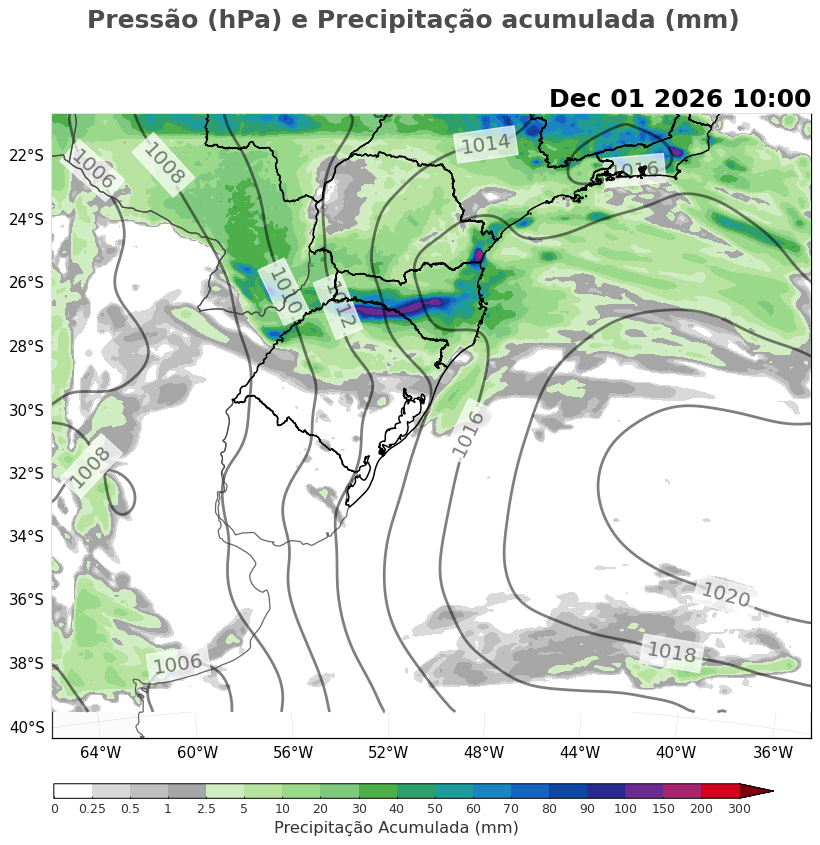 Pressão (hPa) e Precipitação acumulada (mm)
Dec 01 2026 10:00
22°S
24°S
26°S
28°S
30°S
32°S
34°S
36°S
38°S
40°S
1006
1008
1014
1016
1010
1012
1016
1008
1020
1018
1006
64°W 60°W 56°W 52°W 48°W 44°W 40°W 36°W
0 0.25 0.5 1 2.5 5 10 20 30 40 50 60 70 80 90 100 150 200 300
Precipitação Acumulada (mm)